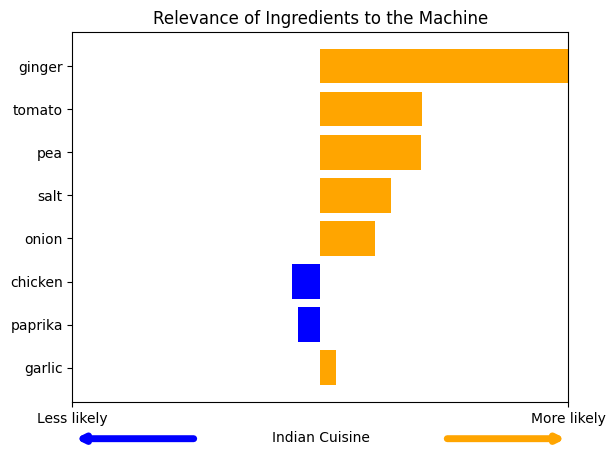 Relevance of Ingredients to the Machine
ginger
tomato
pea
salt
onion
chicken
paprika
garlic
Less likely More likely
Indian Cuisine